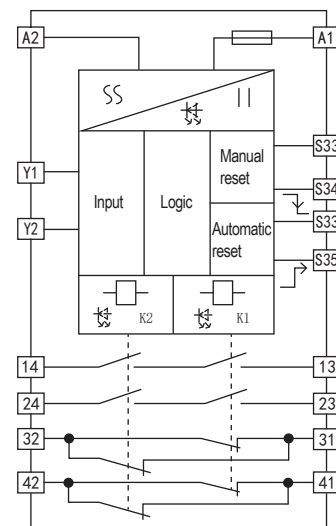 A2 A1
S33
Y1 Input Logic Manual
reset
S34
Y2 S33
Automatic
reset
S35
K2 K1
14 13
24 23
32 31
42 41